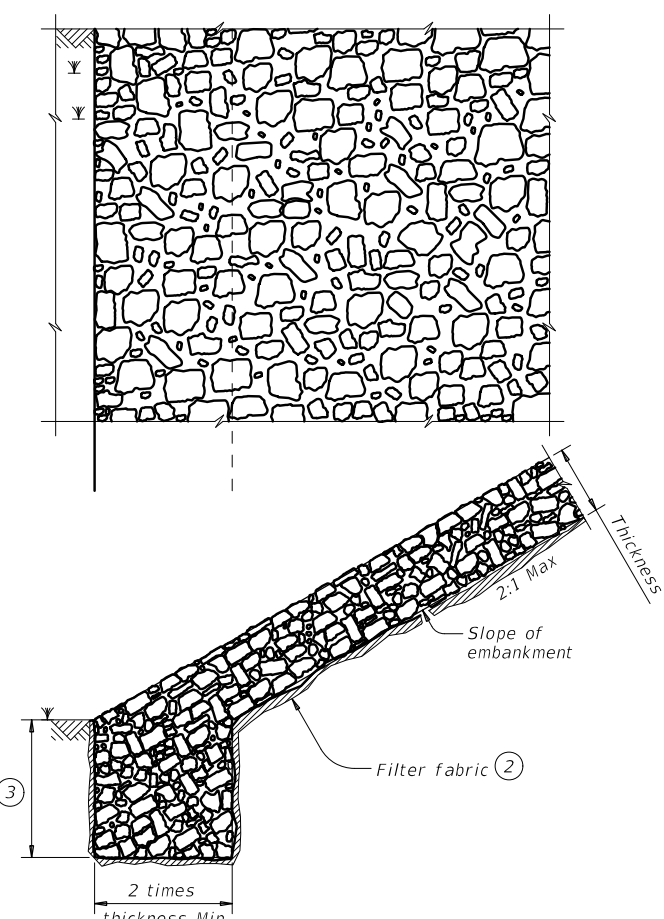 Thickness
2:1 Max
Slope of
embankment
Filter fabric 2
3
2 times
thickness Min